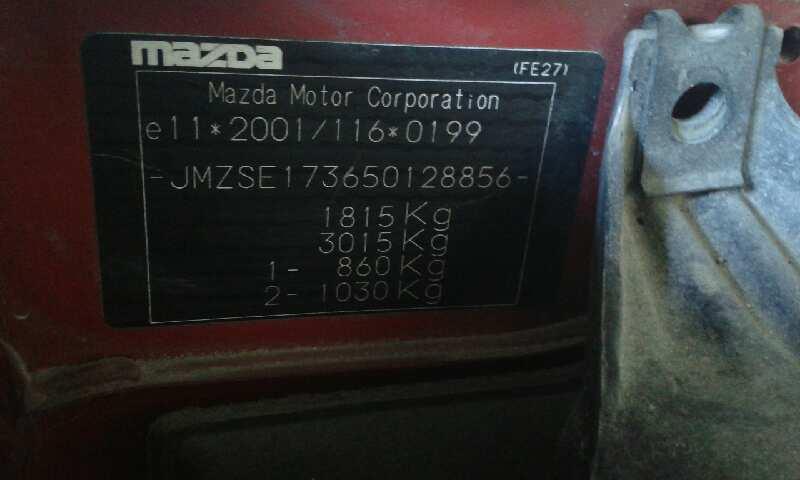 mazda
(FE27)
Mazda Motor Corporation
e11*2001/116*0199
-JMZSE173650128856-
1815Kg
3015Kg
1- 860Kg
2- 1030Kg